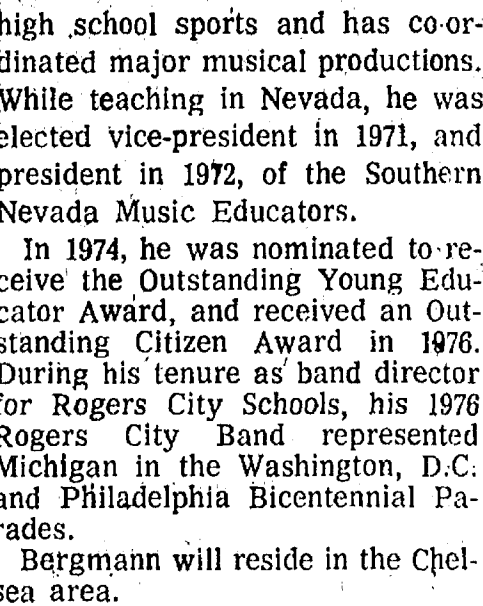 high school sports and has co-or-
dinated major musical productions.
While teaching in Nevada, he was
elected vice-president in 1971, and
president in 1972, of the Southern
Nevada Music Educators.
In 1974, he was nominated to re-
ceive the Outstanding Young Edu-
cator Award, and received an Out-
standing Citizen Award in 1976.
During his tenure as band director
for Rogers City Schools, his 1976
Rogers City Band represented
Michigan in the Washington, D.C.
and Philadelphia Bicentennial Pa-
rades.
Bergmann will reside in the Chel-
sea area.